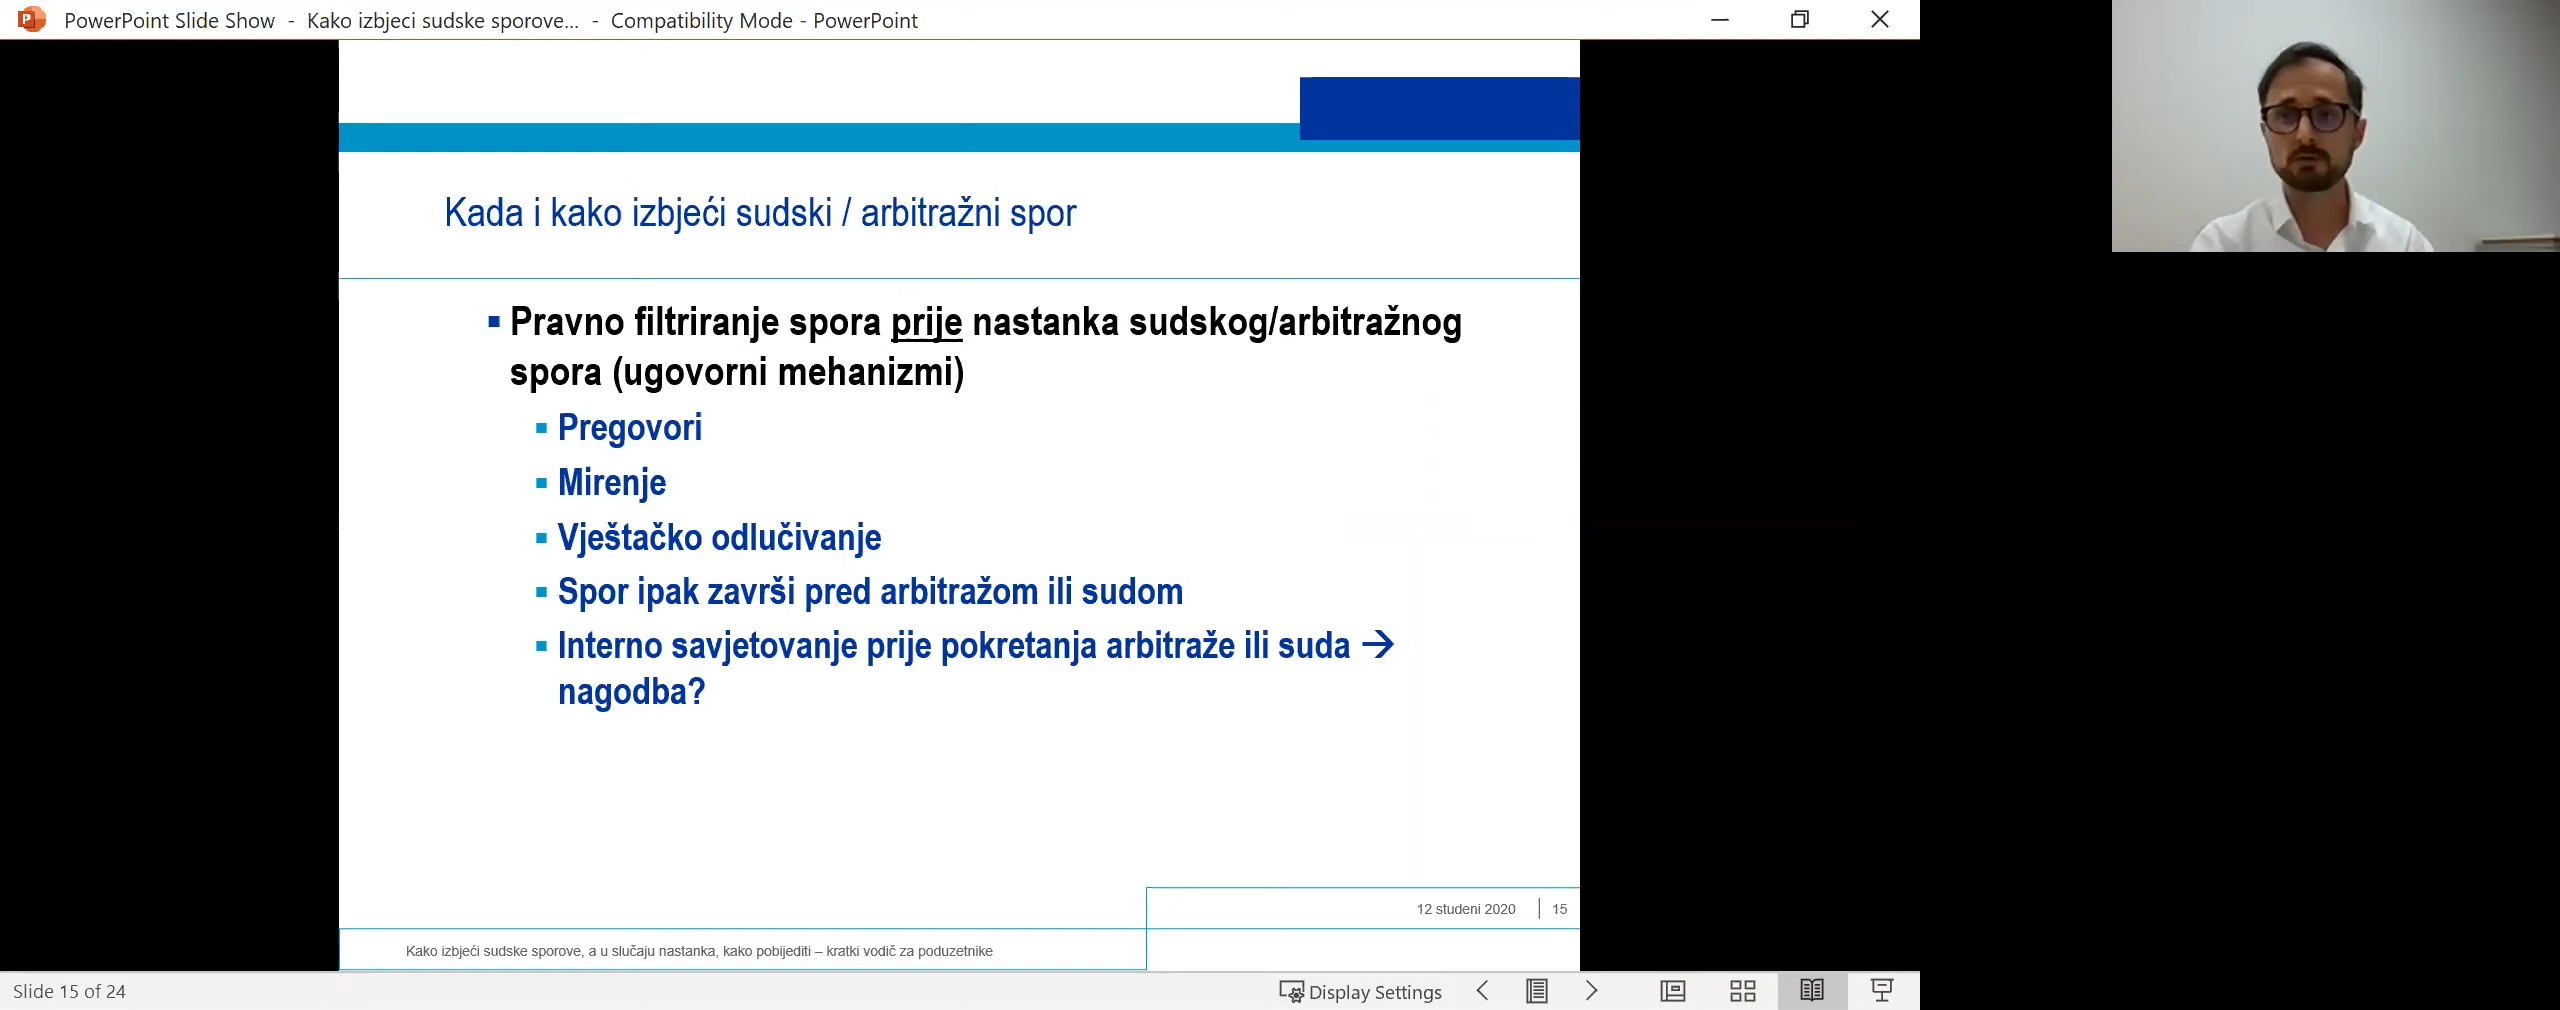 PowerPoint Slide Show - Kako izbjeci sudske sporove... - Compatibility Mode - PowerPoint
Kada i kako izbjeći sudski / arbitražni spor
Pravno filtriranje spora prije nastanka sudskog/arbitražnog
spora (ugovorni mehanizmi)
Pregovori
Mirenje
Vještačko odlučivanje
Spor ipak završi pred arbitražom ili sudom
Interno savjetovanje prije pokretanja arbitraže ili suda →
nagodba?
12 studeni 2020 | 15
Kako izbjeći sudske sporove, a u slučaju nastanka, kako pobijediti – kratki vodič za poduzetnike
Slide 15 of 24
Display Settings